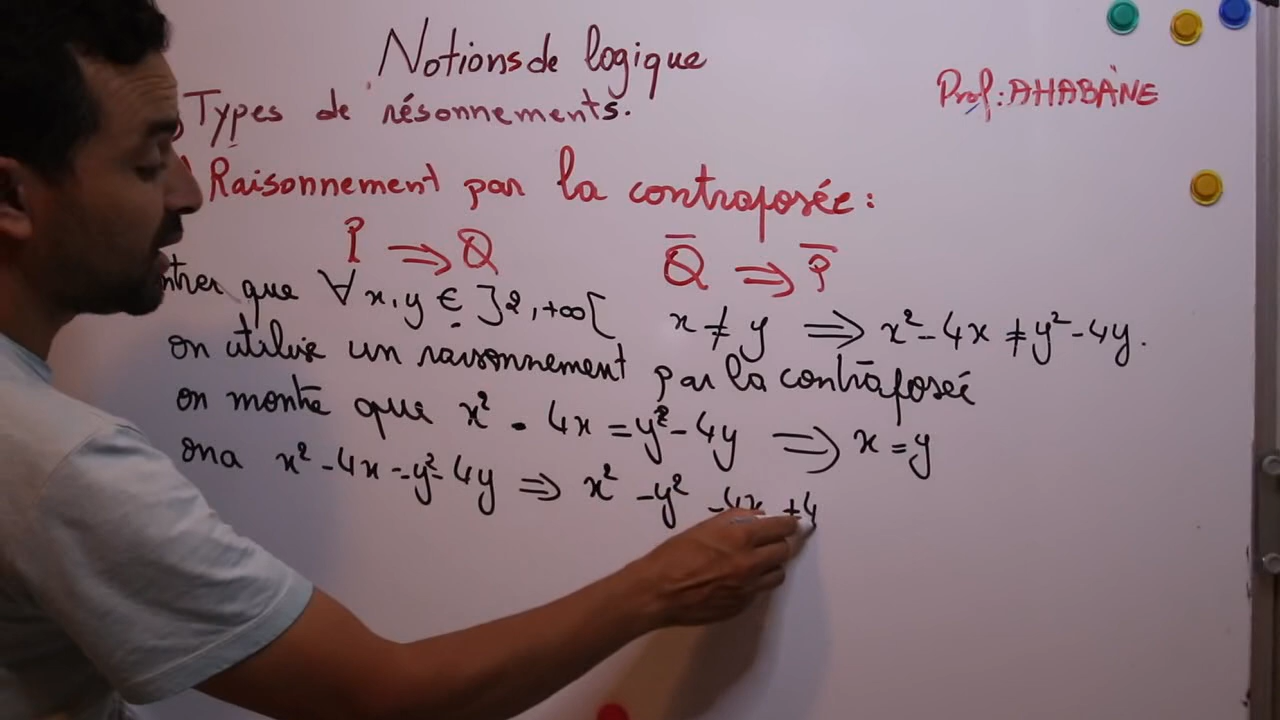 Notions de logique
Prof: AHABANE
Types de résonnements.
Raisonnement par la contraposée :
P ⟹ Q Q̄ ⟹ P̄
ntrer que ∀ x, y ∈ ]2, +∞[ x ≠ y ⟹ x² - 4x ≠ y² - 4y.
on utilise un raisonnement par la contraposée
on montre que x² - 4x = y² - 4y ⟹ x = y
ona x² - 4x = y² - 4y ⟹ x² - y² - 4x + 4